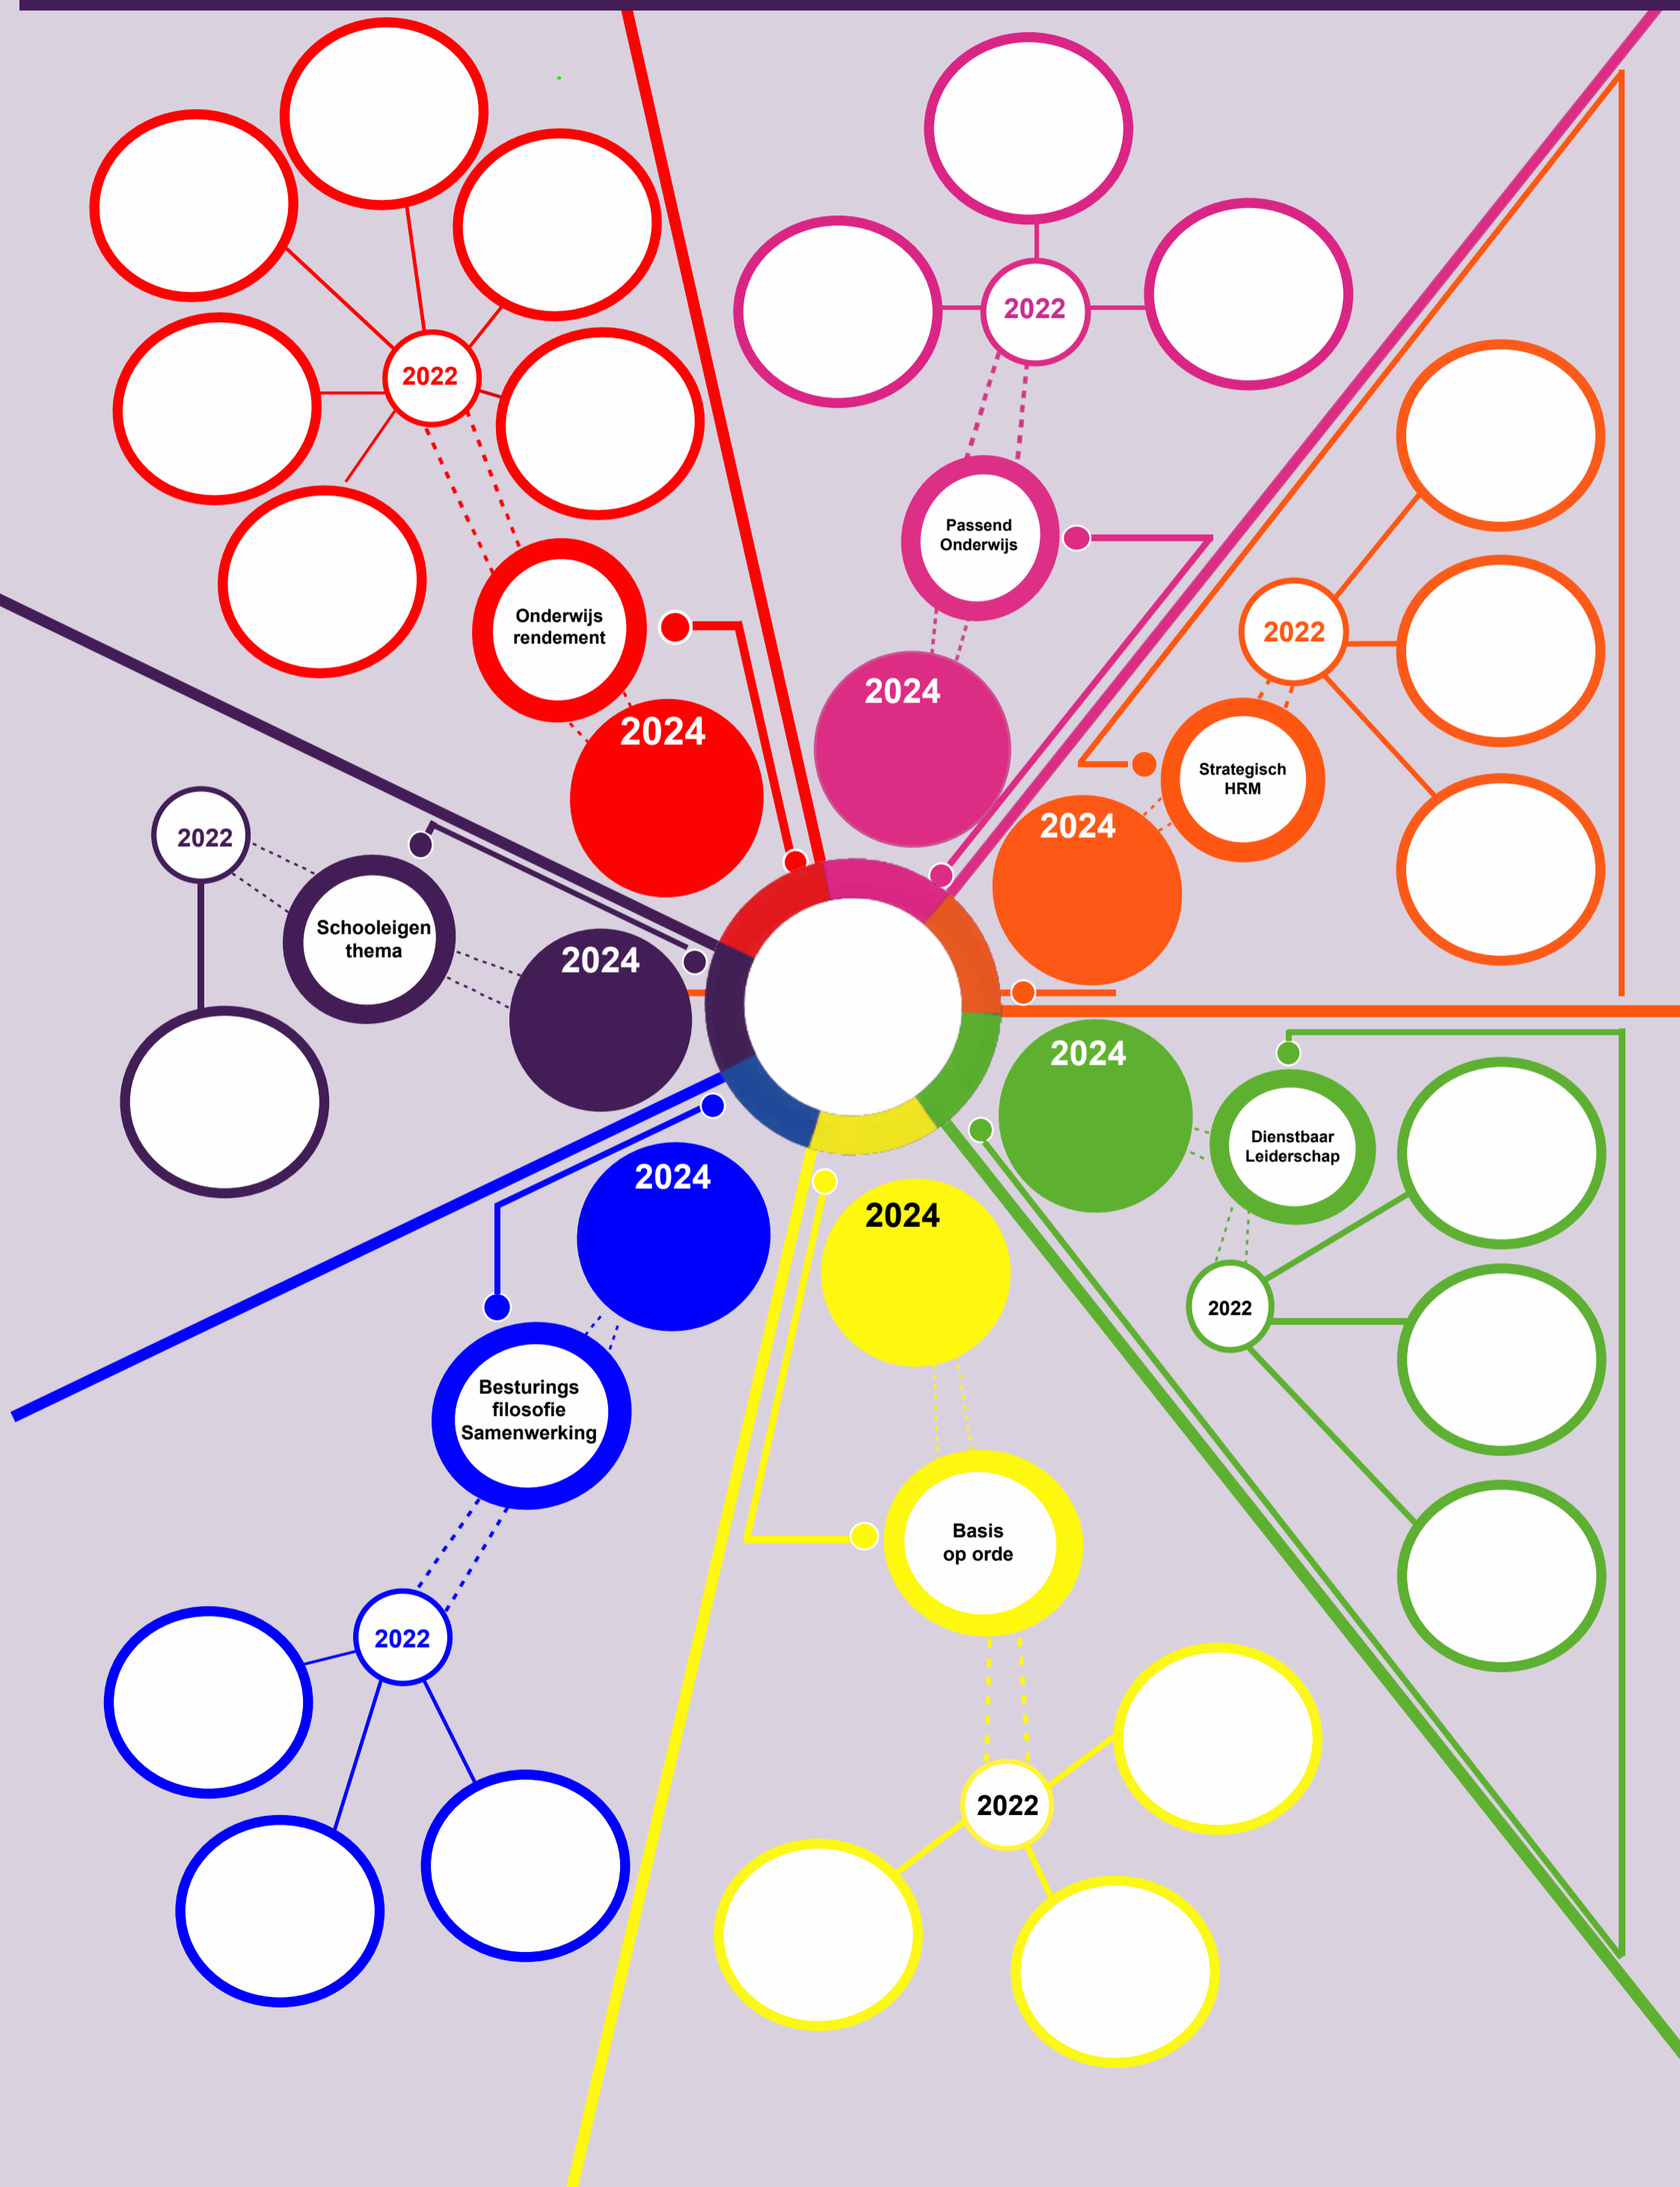 2022
2022
Passend
Onderwijs
Onderwijs
rendement
2022
2024
2024
Strategisch
HRM
2024
2022
Schooleigen
thema
2024
2024
Dienstbaar
Leiderschap
2024
2024
2022
Besturings
filosofie
Samenwerking
Basis
op orde
2022
2022